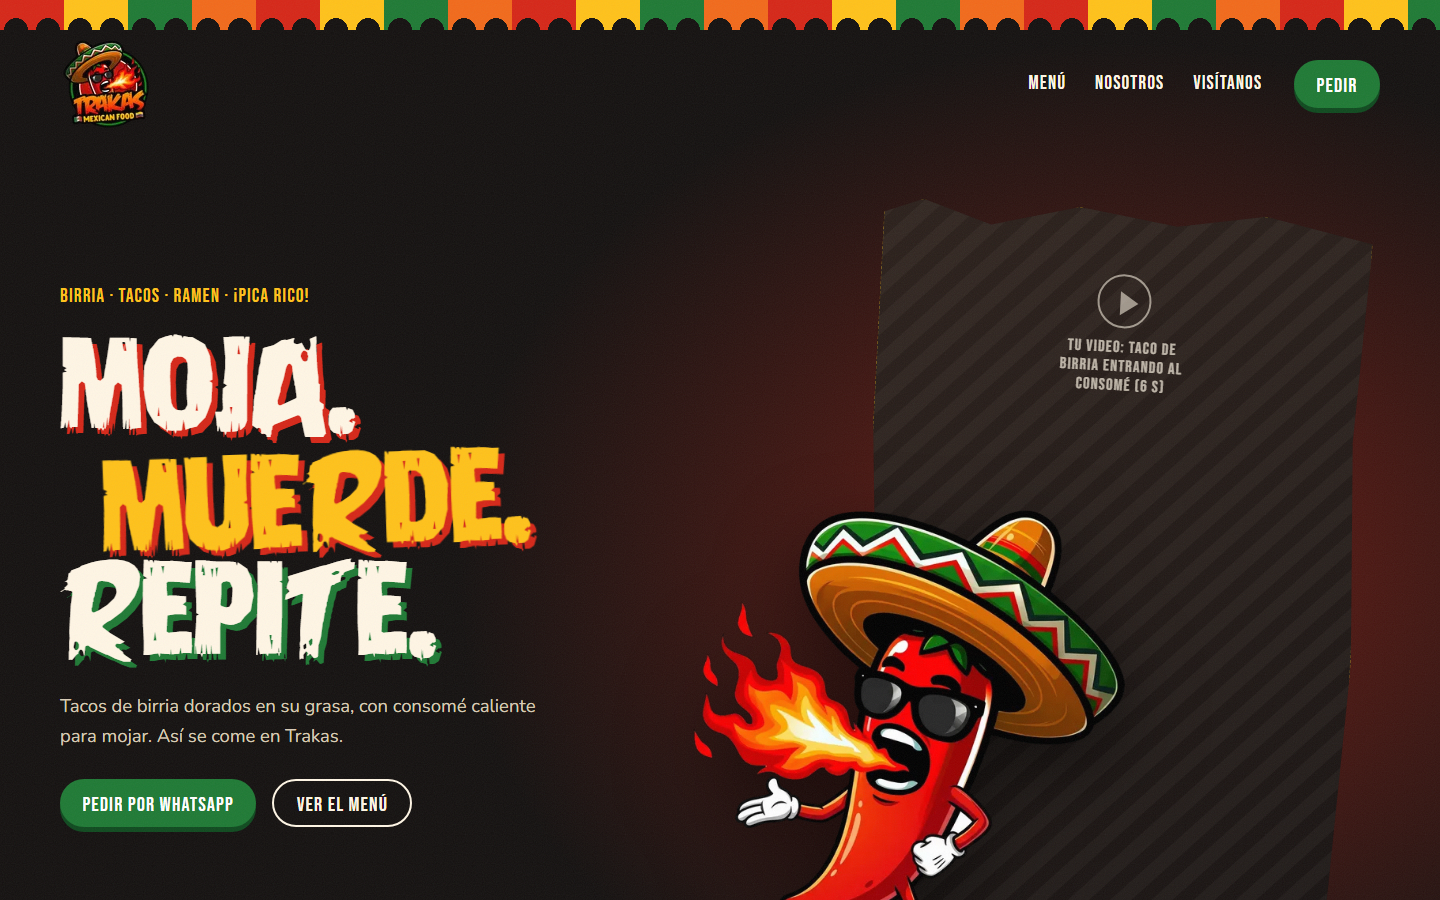 TRAKAS
MEXICAN FOOD
MENÚ
NOSOTROS
VISÍTANOS
PEDIR
BIRRIA · TACOS · RAMEN · ¡PICA RICO!
MOJA.
MUERDE.
REPITE.
Tacos de birria dorados en su grasa, con consomé caliente
para mojar. Así se come en Trakas.
PEDIR POR WHATSAPP
VER EL MENÚ
TU VIDEO: TACO DE
BIRRIA ENTRANDO AL
CONSOMÉ (6 S)